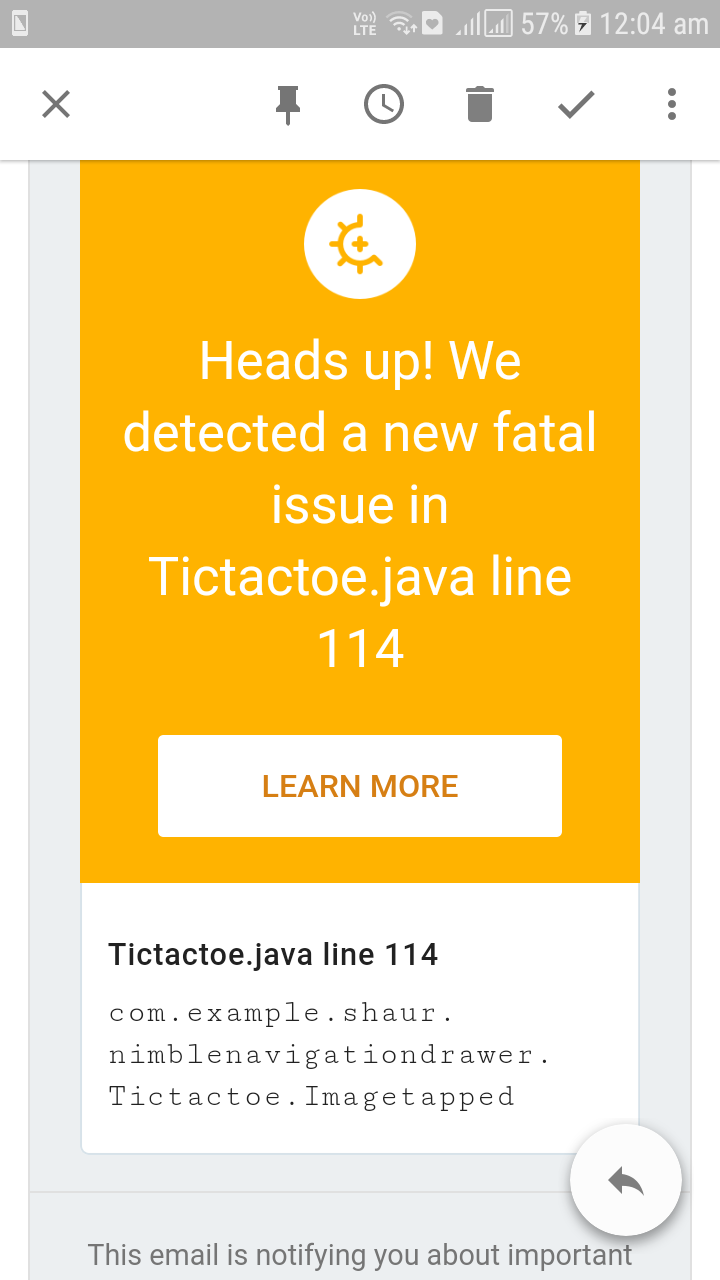 Vo)) LTE 57% 12:04 am
Heads up! We
detected a new fatal
issue in
Tictactoe.java line
114
LEARN MORE
Tictactoe.java line 114
com.example.shaur.
nimblenavigationdrawer.
Tictactoe.Imagetapped
This email is notifying you about important